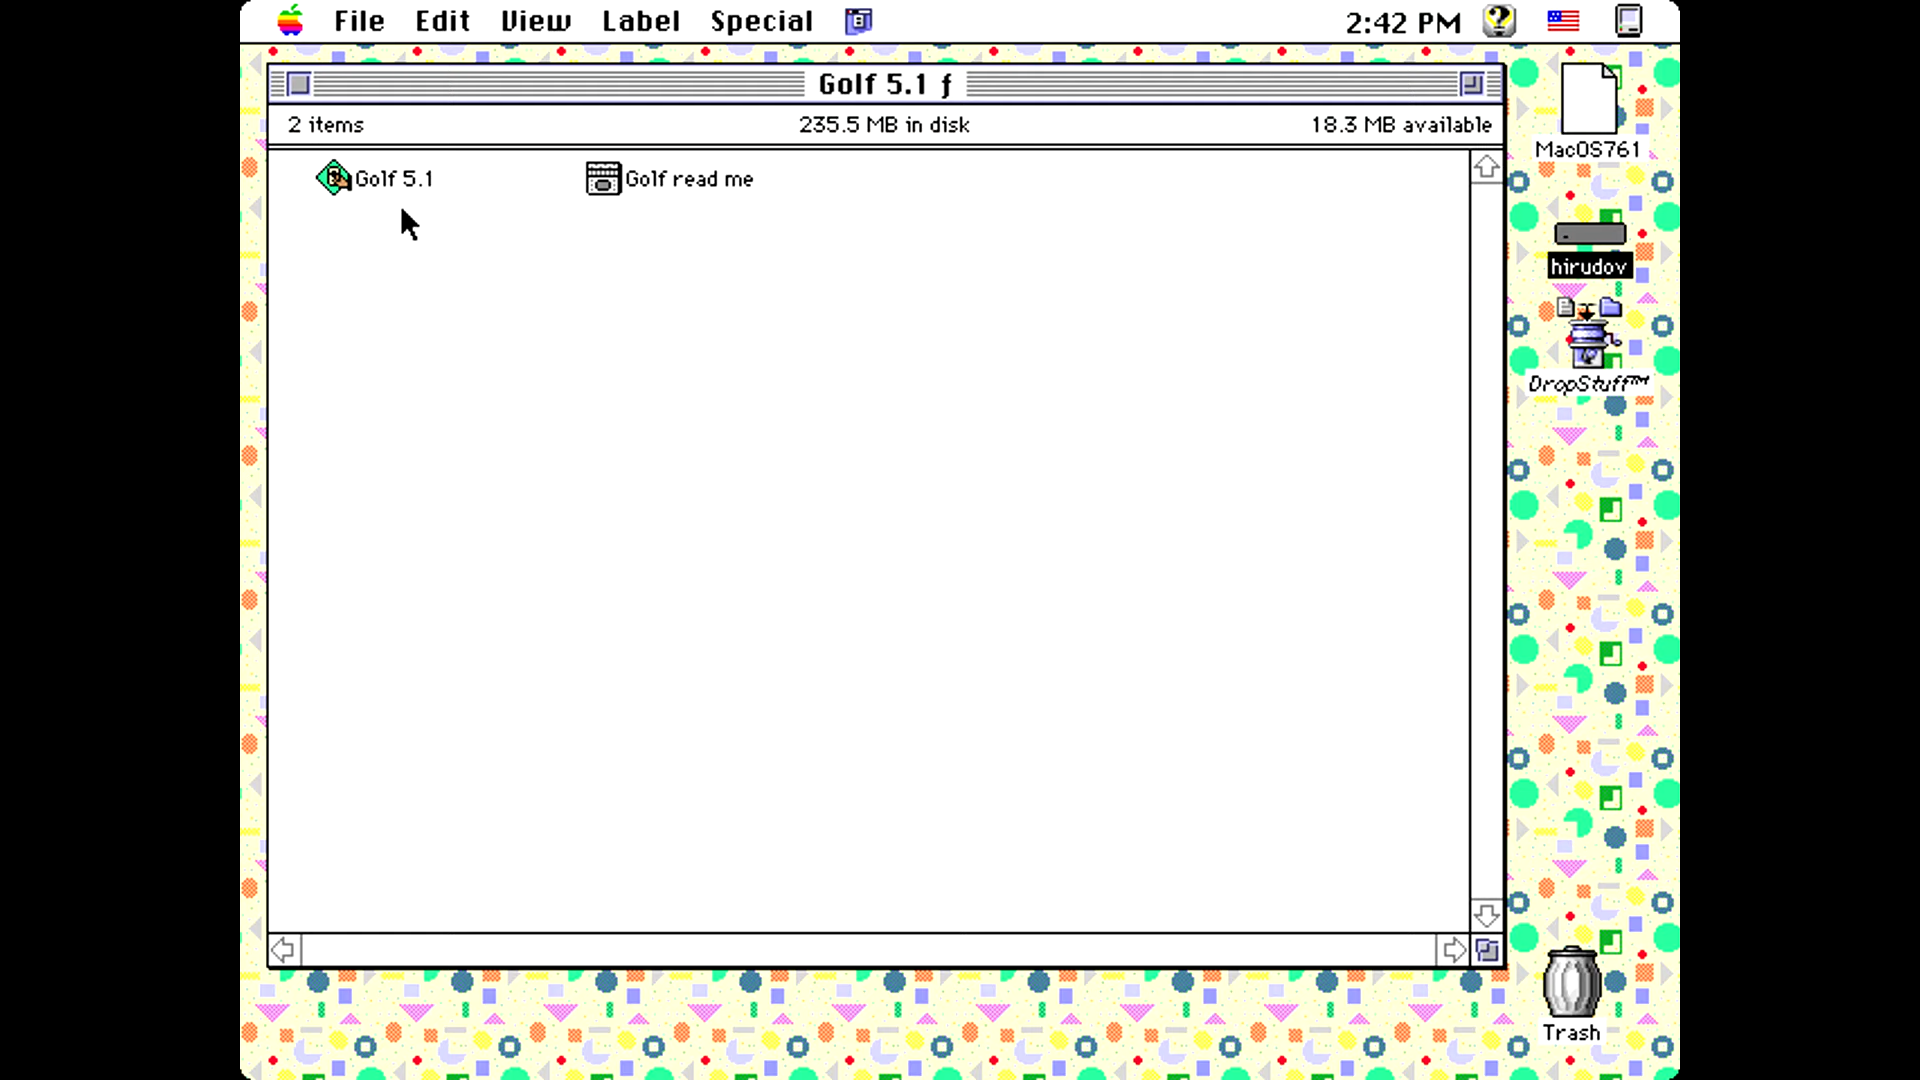 File Edit View Label Special 2:42 PM
Golf 5.1 ƒ
2 items 235.5 MB in disk 18.3 MB available
Golf 5.1 Golf read me
MacOS761
hirudov
DropStuff™
Trash